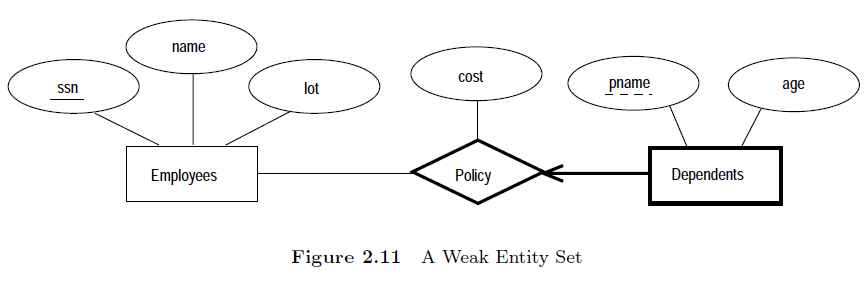 name
ssn
lot
cost
pname
age
Employees
Policy
Dependents
Figure 2.11 A Weak Entity Set